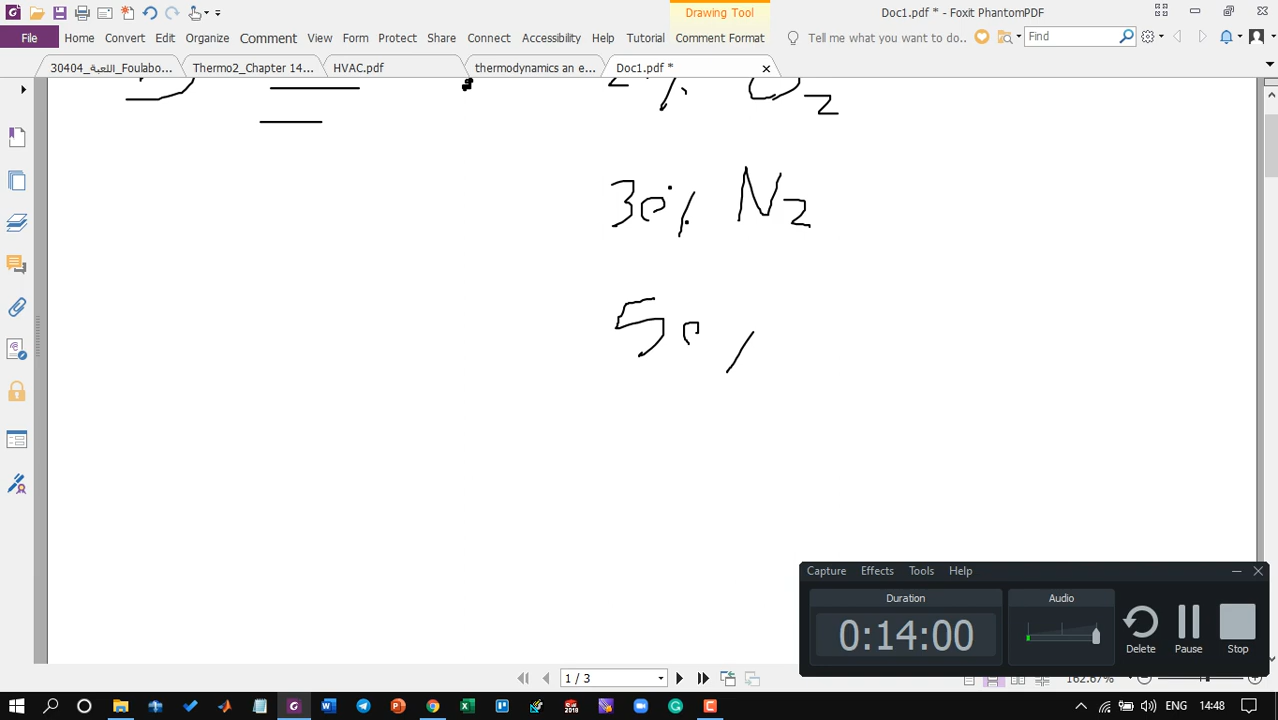 Drawing Tool
Doc1.pdf * - Foxit PhantomPDF
File Home Convert Edit Organize Comment View Form Protect Share Connect Accessibility Help Tutorial Comment Format Tell me what you want to do.. Find
30404_اللعبة_Foulabo... Thermo2_Chapter 14... HVAC.pdf thermodynamics an e... Doc1.pdf *
O2
30% N2
50 /
Capture Effects Tools Help
Duration Audio
0:14:00
Delete Pause Stop
1 / 3
162.67%
ENG 14:48